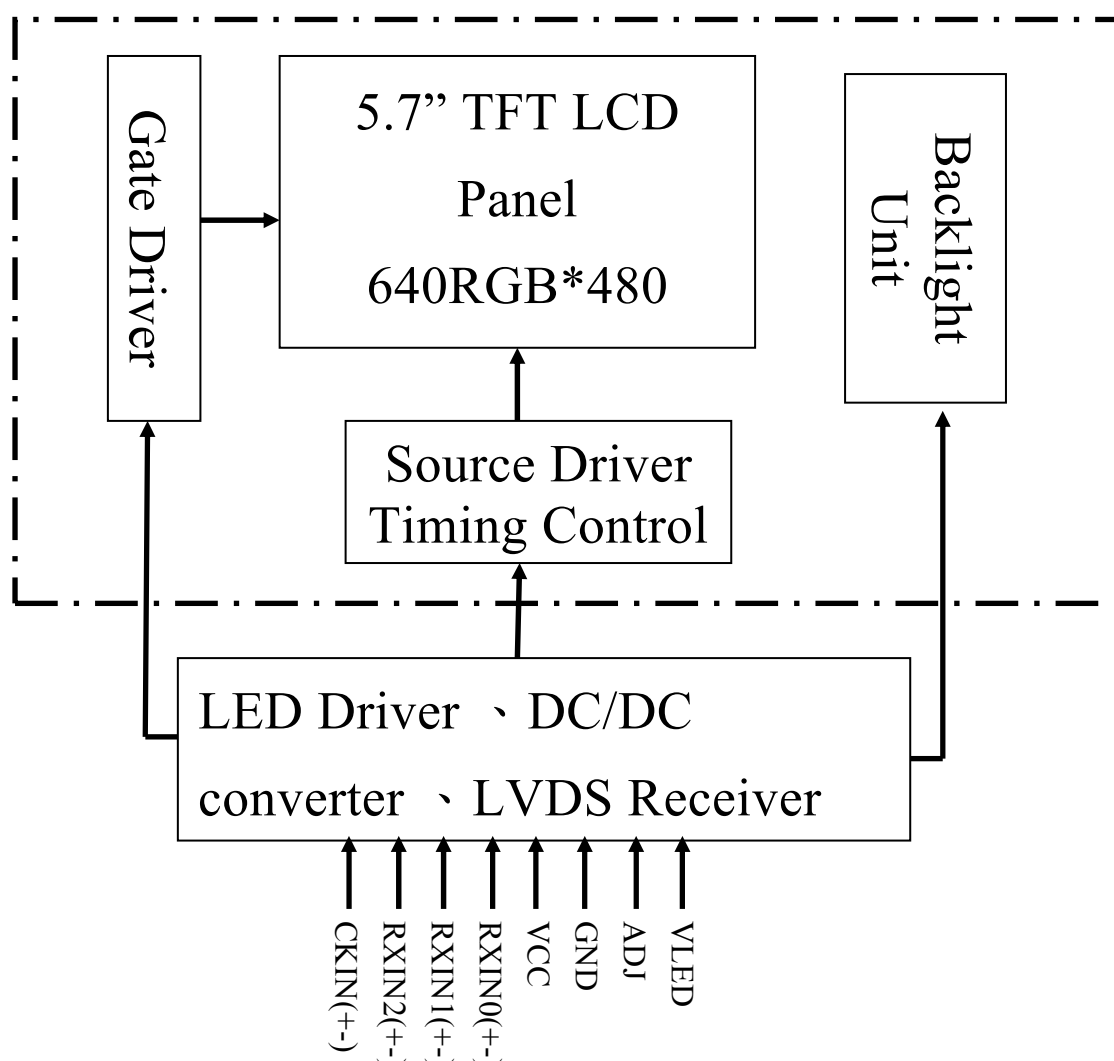 Gate Driver
5.7” TFT LCD
Panel
640RGB*480
Backlight
Unit
Source Driver
Timing Control
LED Driver 、DC/DC
converter 、LVDS Receiver
CKIN(+-)
RXIN2(+-
RXIN1(+-
RXIN0(+-
VCC
GND
ADJ
VLED